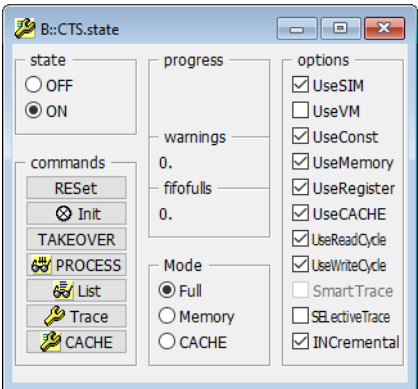 B::CTS.state
state
OFF
ON
commands
RESet
Init
TAKEOVER
PROCESS
List
Trace
CACHE
progress
warnings
0.
fifofulls
0.
Mode
Full
Memory
CACHE
options
UseSIM
UseVM
UseConst
UseMemory
UseRegister
UseCACHE
UseReadCycle
UseWriteCycle
SmartTrace
SELectiveTrace
INCremental